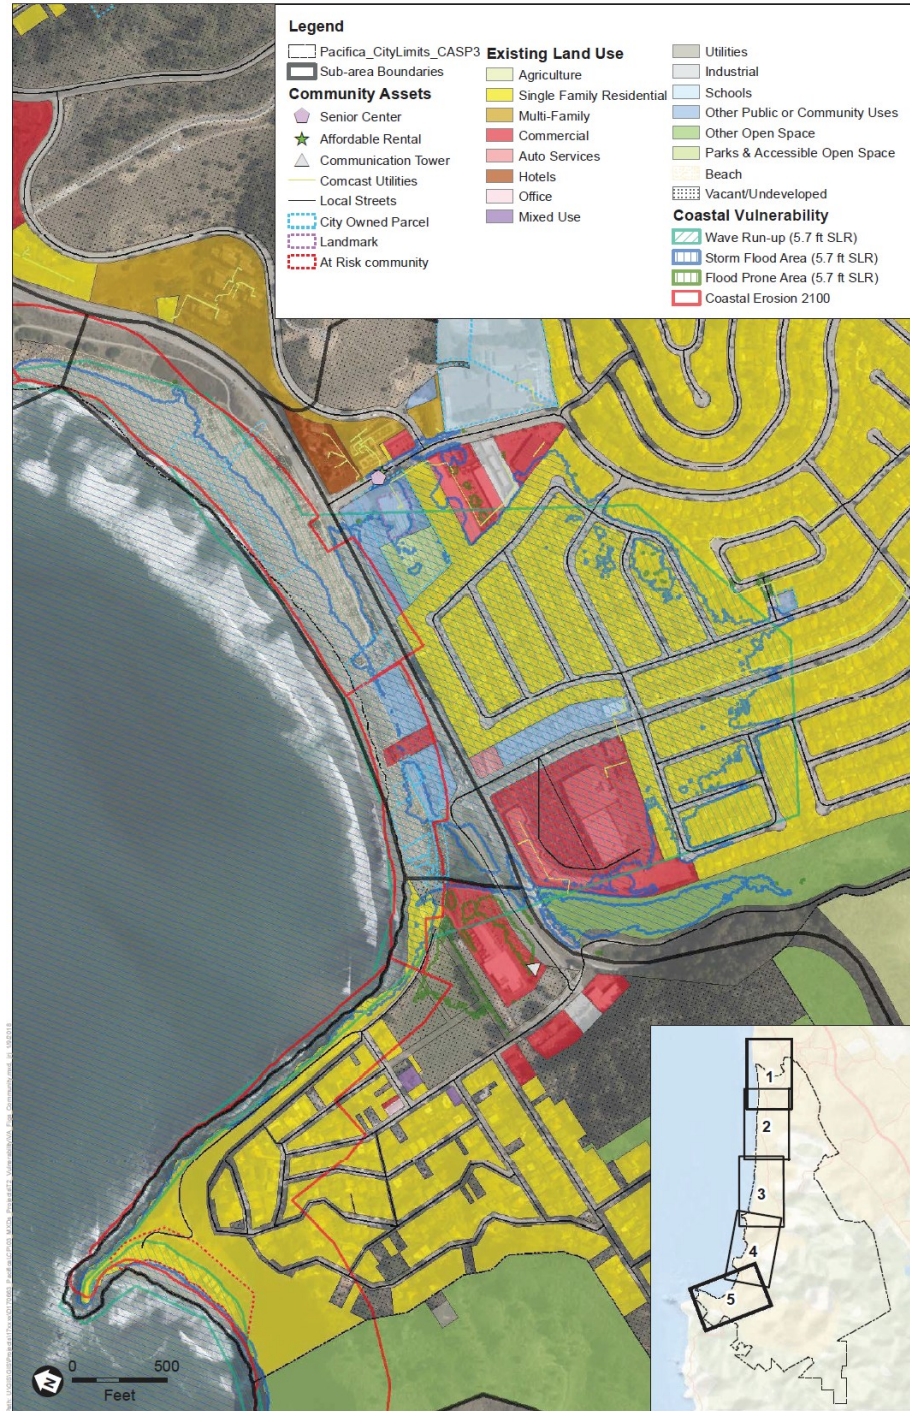 Legend
Pacifica_CityLimits_CASP3
Sub-area Boundaries
Community Assets
Senior Center
Affordable Rental
Communication Tower
Comcast Utilities
Local Streets
City Owned Parcel
Landmark
At Risk community
Existing Land Use
Agriculture
Single Family Residential
Multi-Family
Commercial
Auto Services
Hotels
Office
Mixed Use
Utilities
Industrial
Schools
Other Public or Community Uses
Other Open Space
Parks & Accessible Open Space
Beach
Vacant/Undeveloped
Coastal Vulnerability
Wave Run-up (5.7 ft SLR)
Storm Flood Area (5.7 ft SLR)
Flood Prone Area (5.7 ft SLR)
Coastal Erosion 2100
1
2
3
4
5
N
0 500
Feet